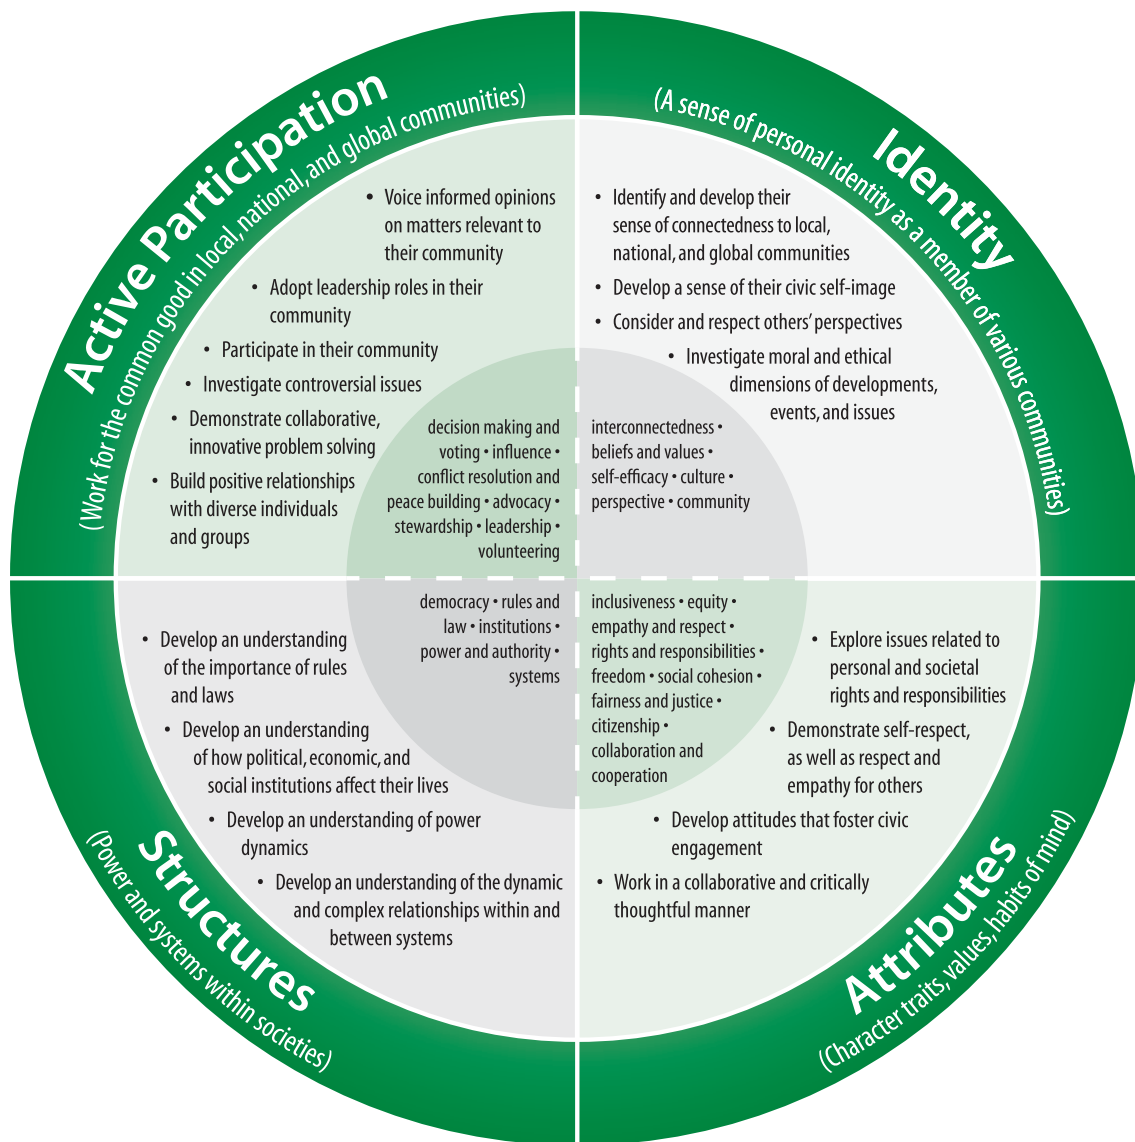 Active Participation
(Work for the common good in local, national, and global communities)
• Voice informed opinions
on matters relevant to
their community
• Adopt leadership roles in their
community
• Participate in their community
• Investigate controversial issues
• Demonstrate collaborative,
innovative problem solving
• Build positive relationships
with diverse individuals
and groups
decision making and
voting • influence •
conflict resolution and
peace building • advocacy •
stewardship • leadership •
volunteering
Identity
(A sense of personal identity as a member of various communities)
• Identify and develop their
sense of connectedness to local,
national, and global communities
• Develop a sense of their civic self-image
• Consider and respect others’ perspectives
• Investigate moral and ethical
dimensions of developments,
events, and issues
interconnectedness •
beliefs and values •
self-efficacy • culture •
perspective • community
Structures
(Power and systems within societies)
democracy • rules and
law • institutions •
power and authority •
systems
• Develop an understanding
of the importance of rules
and laws
• Develop an understanding
of how political, economic, and
social institutions affect their lives
• Develop an understanding of power
dynamics
• Develop an understanding of the dynamic
and complex relationships within and
between systems
Attributes
(Character traits, values, habits of mind)
inclusiveness • equity •
empathy and respect •
rights and responsibilities •
freedom • social cohesion •
fairness and justice •
citizenship •
collaboration and
cooperation
• Explore issues related to
personal and societal
rights and responsibilities
• Demonstrate self-respect,
as well as respect and
empathy for others
• Develop attitudes that foster civic
engagement
• Work in a collaborative and critically
thoughtful manner